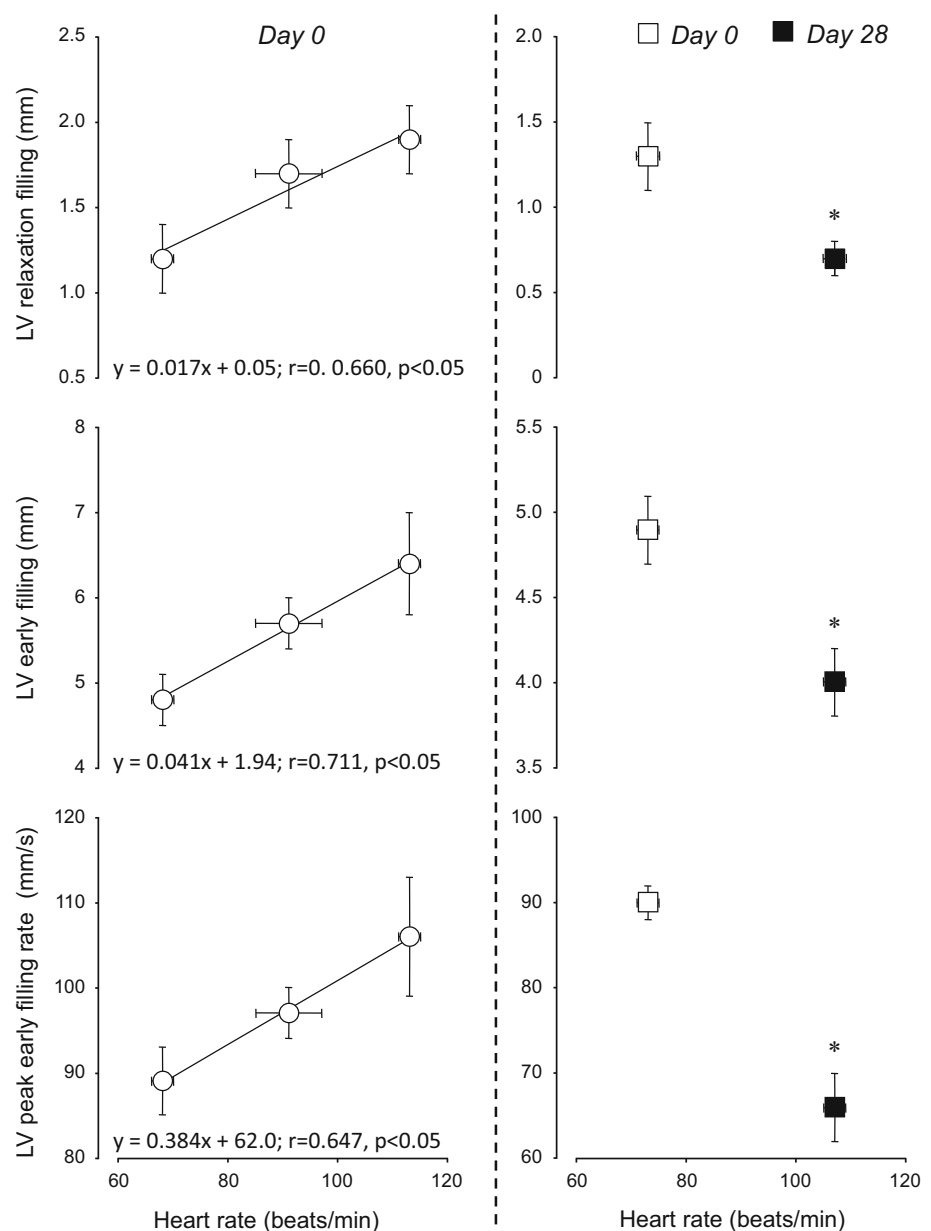 Day 0
Day 0 Day 28
LV relaxation filling (mm)
2.5
2.0
1.5
1.0
0.5
y = 0.017x + 0.05; r=0. 0.660, p<0.05
2.0
1.5
1.0
0.5
0
*
LV early filling (mm)
8
7
6
5
4
y = 0.041x + 1.94; r=0.711, p<0.05
5.5
5.0
4.5
4.0
3.5
*
LV peak early filling rate (mm/s)
120
110
100
90
80
y = 0.384x + 62.0; r=0.647, p<0.05
60 80 100 120
Heart rate (beats/min)
100
90
80
70
60
*
60 80 100 120
Heart rate (beats/min)